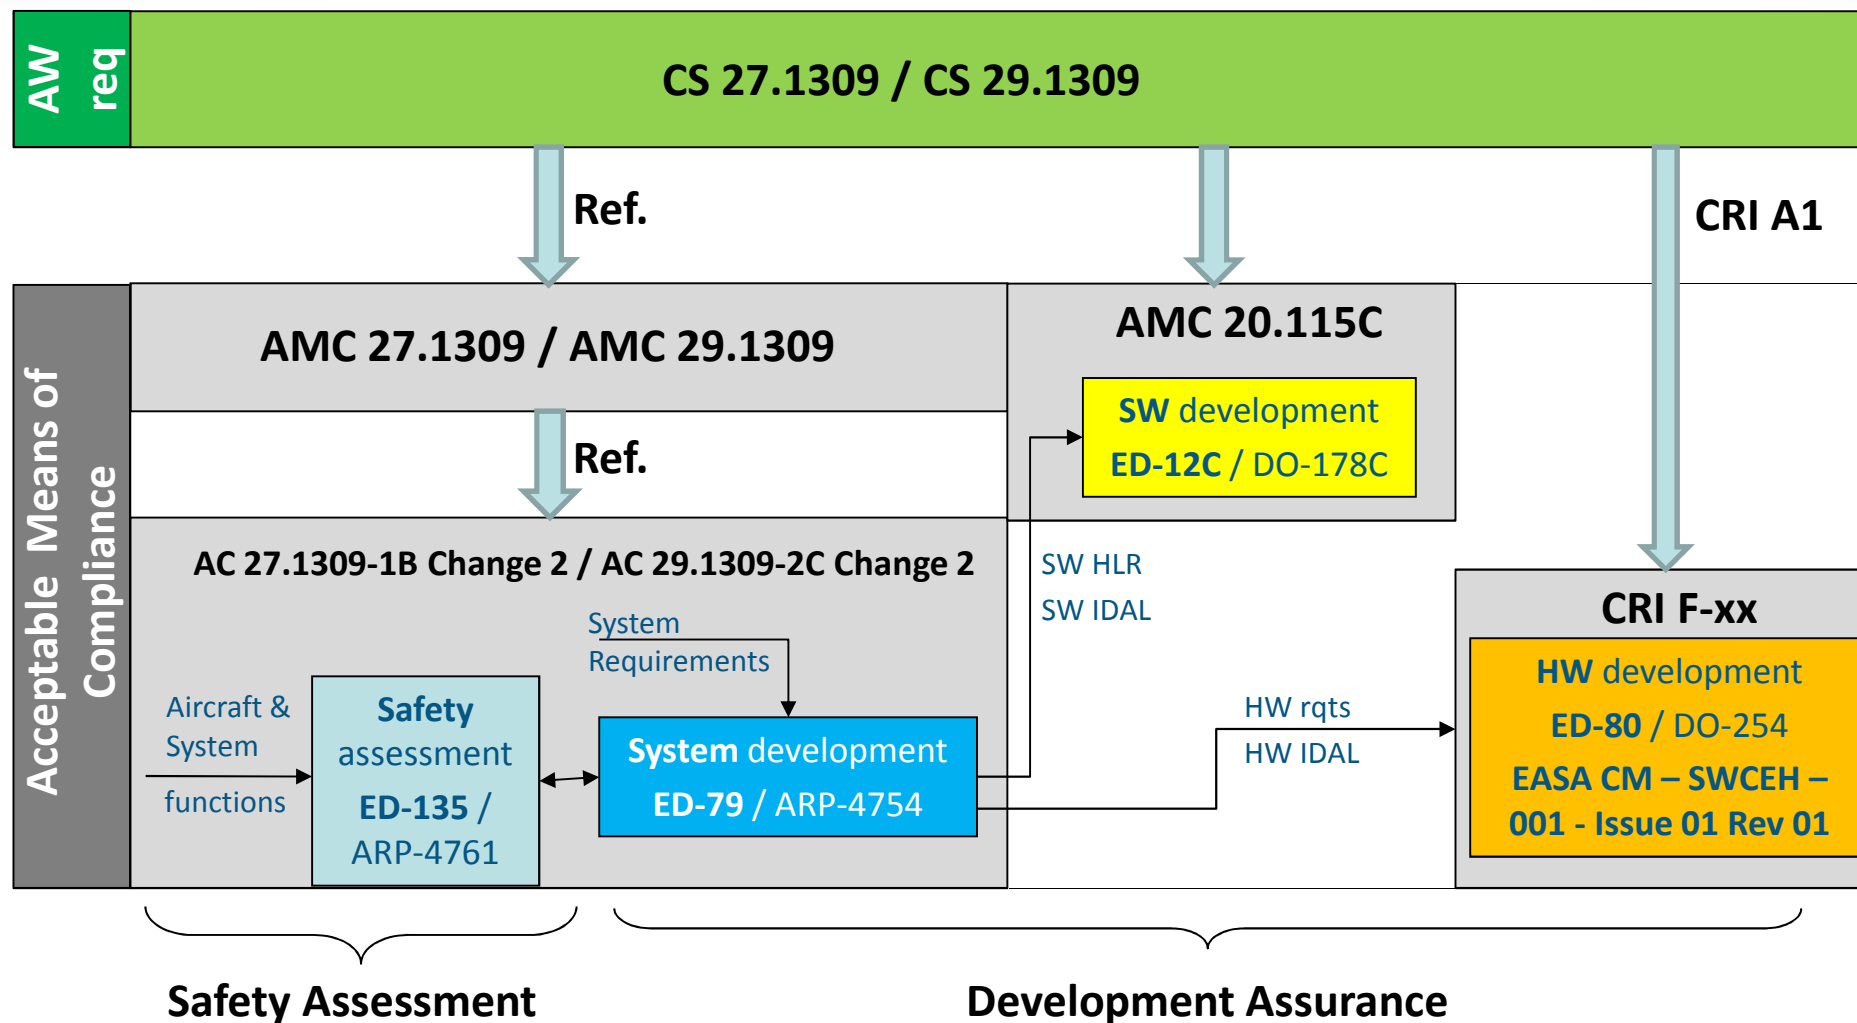 AW
req
CS 27.1309 / CS 29.1309
Ref.
CRI A1
Acceptable Means of
Compliance
AMC 27.1309 / AMC 29.1309
AMC 20.115C
SW development
ED-12C / DO-178C
Ref.
AC 27.1309-1B Change 2 / AC 29.1309-2C Change 2
SW HLR
SW IDAL
System
Requirements
Aircraft &
System
functions
Safety
assessment
ED-135 /
ARP-4761
System development
ED-79 / ARP-4754
HW rqts
HW IDAL
CRI F-xx
HW development
ED-80 / DO-254
EASA CM – SWCEH –
001 - Issue 01 Rev 01
Safety Assessment
Development Assurance